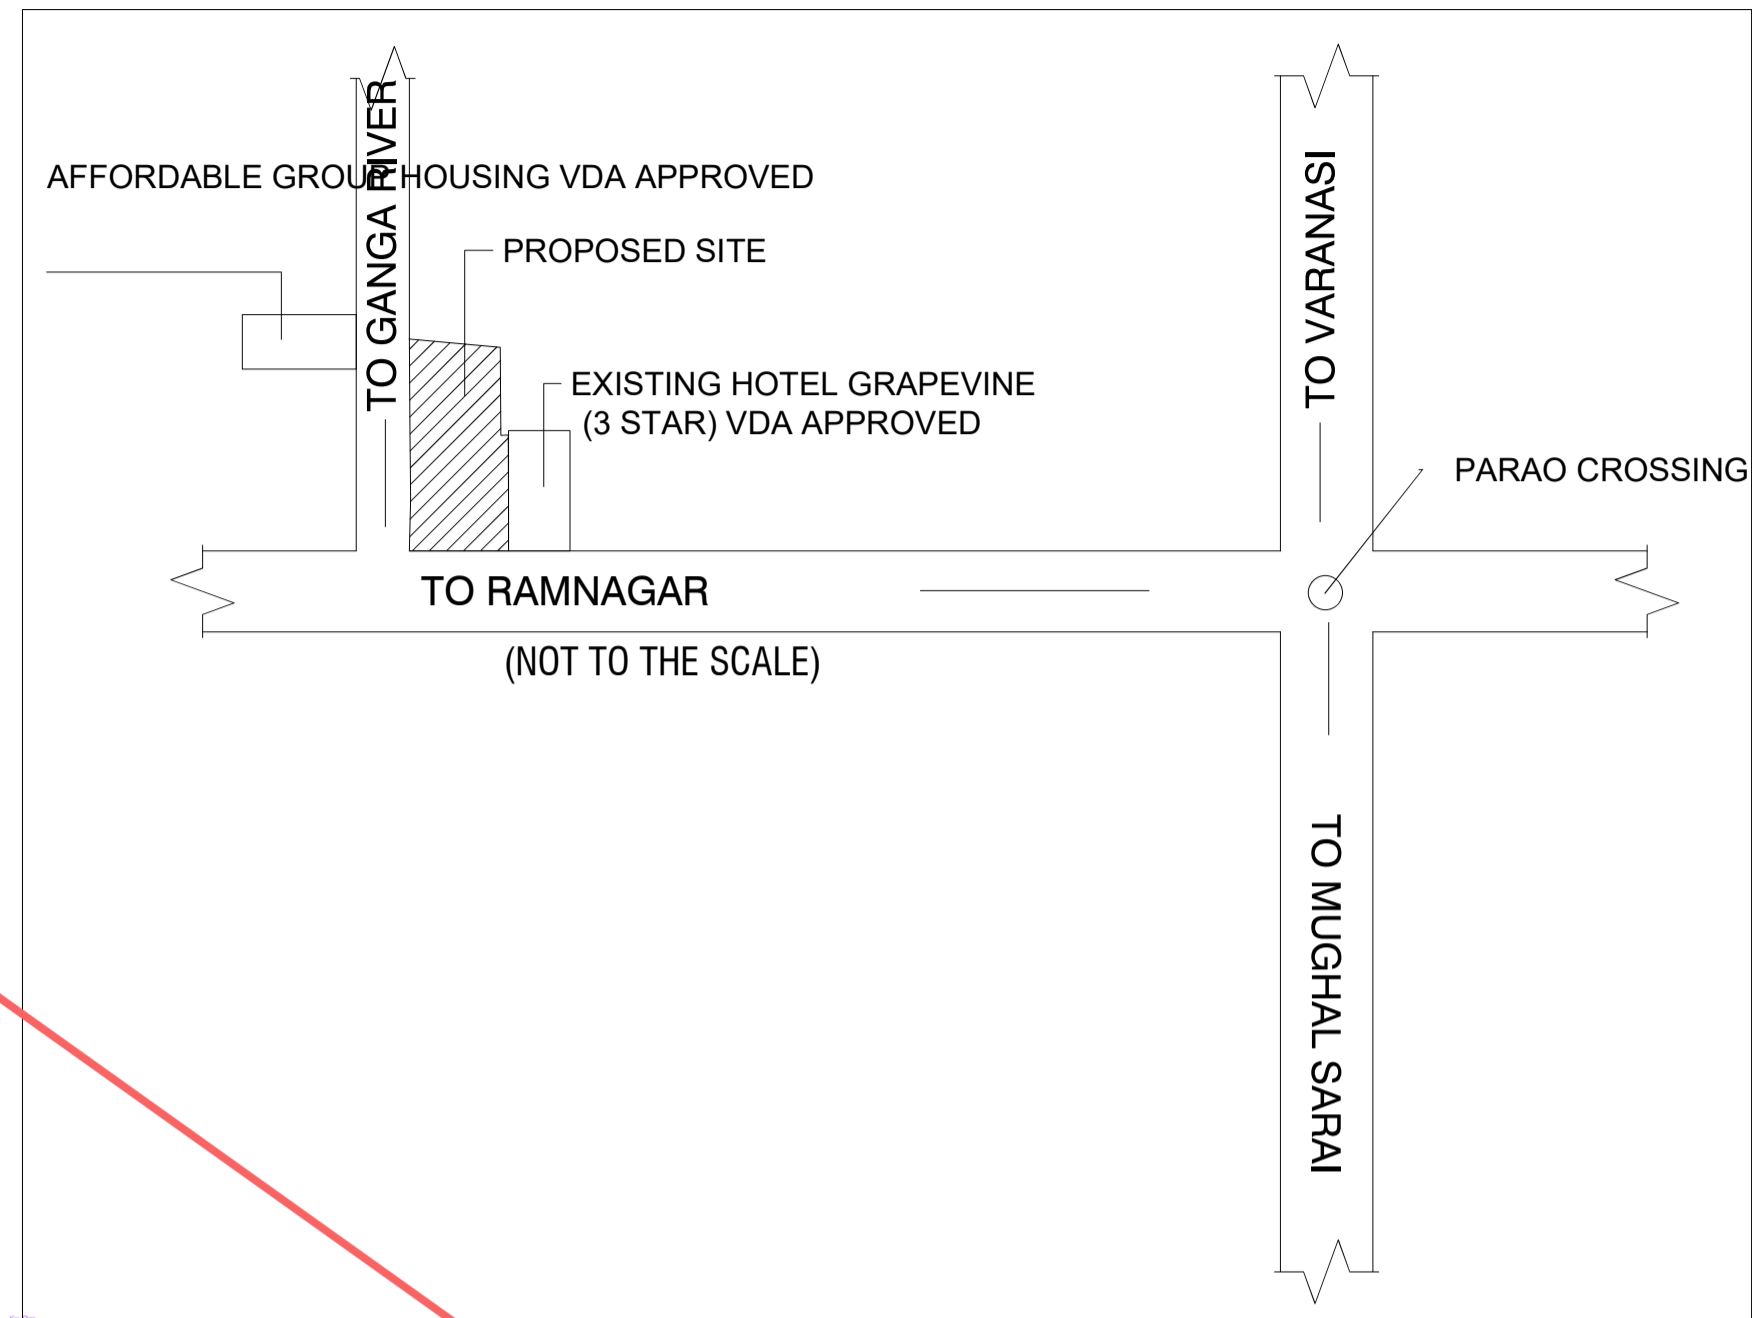 AFFORDABLE GROUP HOUSING VDA APPROVED
TO GANGA RIVER
PROPOSED SITE
TO VARANASI
EXISTING HOTEL GRAPEVINE
(3 STAR) VDA APPROVED
PARAO CROSSING
TO RAMNAGAR
(NOT TO THE SCALE)
TO MUGHAL SARAI